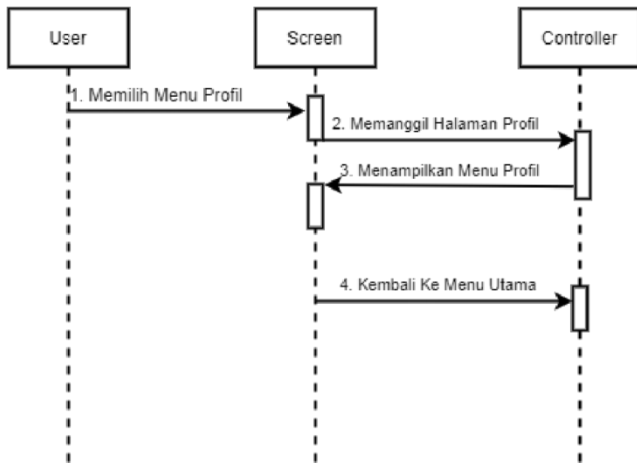 User
Screen
Controller
1. Memilih Menu Profil
2. Memanggil Halaman Profil
3. Menampilkan Menu Profil
4. Kembali Ke Menu Utama